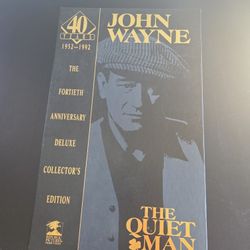 40
YEARS
1952–1992
THE
FORTIETH
ANNIVERSARY
DELUXE
COLLECTOR'S
EDITION
JOHN
WAYNE
THE
QUIET
MAN